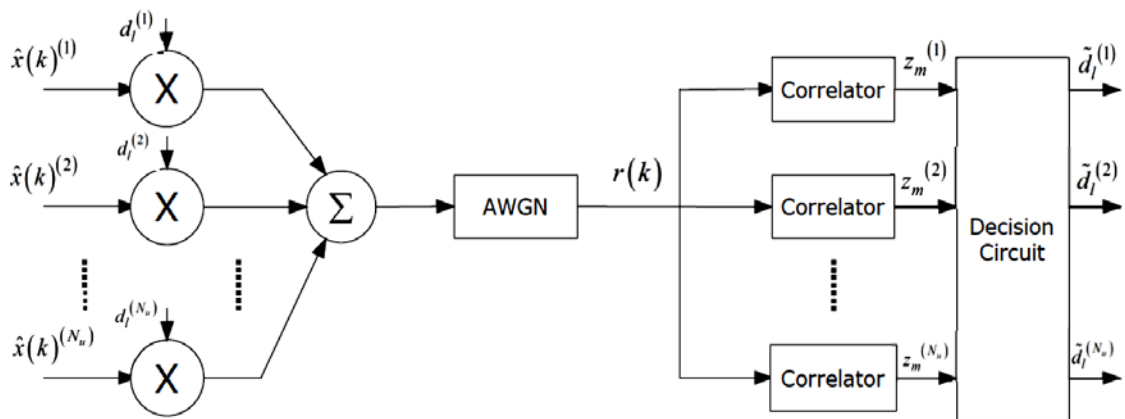 d_l^(1)
x̂(k)^(1)
X
d_l^(2)
x̂(k)^(2)
X
d_l^(N_u)
x̂(k)^(N_u)
X
Σ
AWGN
r(k)
Correlator
z_m^(1)
Correlator
z_m^(2)
Correlator
z_m^(N_u)
Decision
Circuit
d̃_l^(1)
d̃_l^(2)
d̃_l^(N_u)